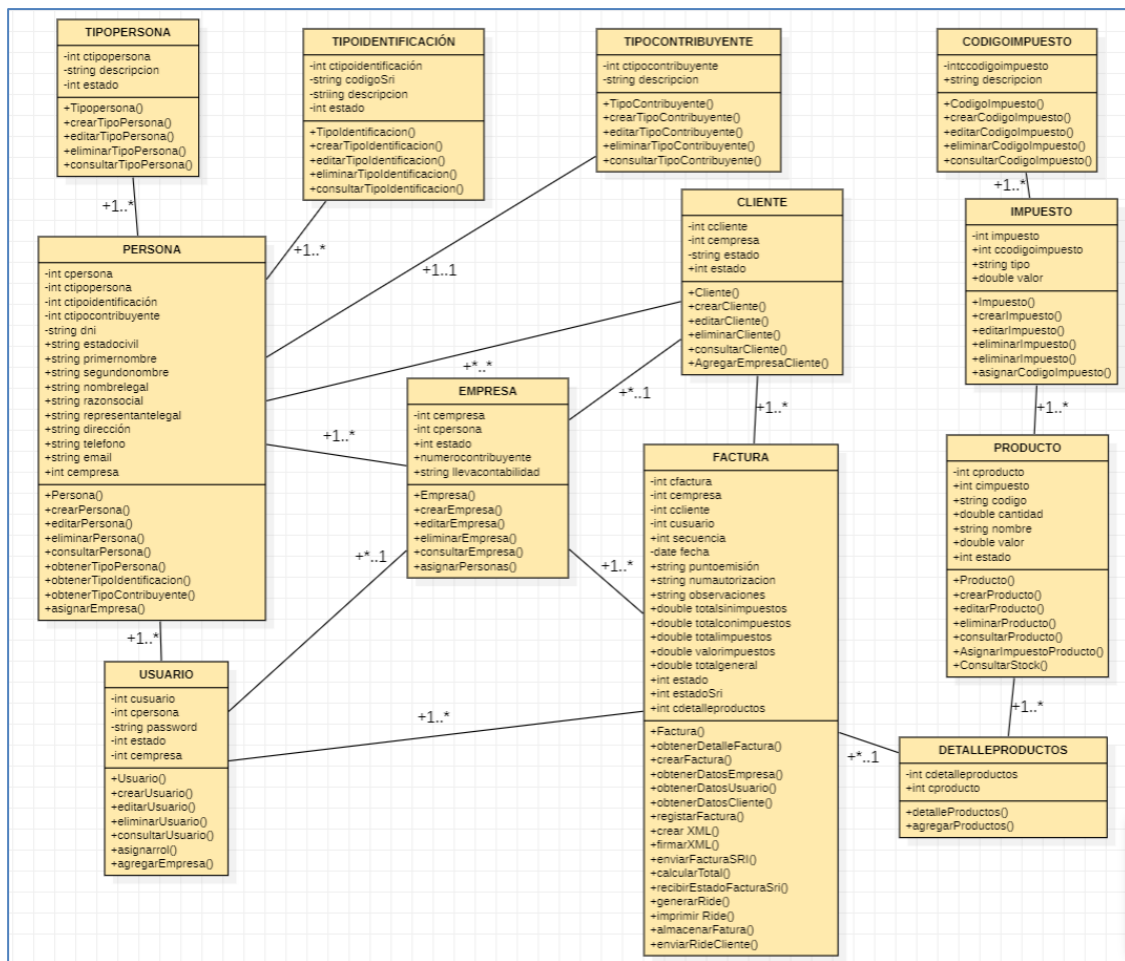 TIPOPERSONA
-int ctipopersona
-string descripcion
-int estado
+Tipopersona()
+crearTipoPersona()
+editarTipoPersona()
+eliminarTipoPersona()
+consultarTipoPersona()
TIPOIDENTIFICACIÓN
-int ctipoidentificación
-string codigoSri
-striing descripcion
-int estado
+TipoIdentificacion()
+crearTipoIdentificacion()
+editarTipoIdentificacion()
+eliminarTipoIdentificacion()
+consultarTipoIdentificacion()
TIPOCONTRIBUYENTE
-int ctipocontribuyente
-string descripcion
+TipoContribuyente()
+crearTipoContribuyente()
+editarTipoContribuyente()
+eliminarTipoContribuyente()
+consultarTipoContribuyente()
CODIGOIMPUESTO
-intccodigoimpuesto
+string descripcion
+CodigoImpuesto()
+crearCodigoImpuesto()
+editarCodigoImpuesto()
+eliminarCodigoImpuesto()
+consultarCodigoImpuesto()
+1..*
+1..*
+1..1
+1..*
PERSONA
-int cpersona
-int ctipopersona
-int ctipoidentificación
-int ctipocontribuyente
-string dni
+string estadocivil
+string primernombre
+string segundonombre
+string nombrelegal
+string razonsocial
+string representantelegal
+string dirección
+string telefono
+string email
+int cempresa
+Persona()
+crearPersona()
+editarPersona()
+eliminarPersona()
+consultarPersona()
+obtenerTipoPersona()
+obtenerTipoIdentificacion()
+obtenerTipoContribuyente()
+asignarEmpresa()
CLIENTE
-int ccliente
-int cempresa
-string estado
+int estado
+Cliente()
+crearCliente()
+editarCliente()
+eliminarCliente()
+consultarCliente()
+AgregarEmpresaCliente()
IMPUESTO
-int impuesto
+int ccodigoimpuesto
+string tipo
+double valor
+Impuesto()
+crearImpuesto()
+editarImpuesto()
+eliminarImpuesto()
+eliminarImpuesto()
+asignarCodigoImpuesto()
+*..*
+*..1
+1..*
+1..*
+1..*
EMPRESA
-int cempresa
-int cpersona
+int estado
+numerocontribuyente
+string llevacontabilidad
+Empresa()
+crearEmpresa()
+editarEmpresa()
+eliminarEmpresa()
+consultarEmpresa()
+asignarPersonas()
FACTURA
-int cfactura
-int cempresa
-int ccliente
-int cusuario
+int secuencia
-date fecha
+string puntoemisión
+string numautorizacion
+string observaciones
+double totalsinimpuestos
+double totalconimpuestos
+double totalimpuestos
+double valorimpuestos
+double totalgeneral
+int estado
+int estadoSri
+int cdetalleproductos
+Factura()
+obtenerDetalleFactura()
+crearFactura()
+obtenerDatosEmpresa()
+obtenerDatosUsuario()
+obtenerDatosCliente()
+registarFactura()
+crear XML()
+firmarXML()
+enviarFacturaSRI()
+calcularTotal()
+recibirEstadoFacturaSri()
+generarRide()
+imprimir Ride()
+almacenarFatura()
+enviarRideCliente()
PRODUCTO
-int cproducto
+int cimpuesto
+string codigo
+double cantidad
+string nombre
+double valor
+int estado
+Producto()
+crearProducto()
+editarProducto()
+eliminarProducto()
+consultarProducto()
+AsignarImpuestoProducto()
+ConsultarStock()
+*..1
+1..*
+1..*
+1..*
+1..*
+*..1
USUARIO
-int cusuario
-int cpersona
-string password
-int estado
-int cempresa
+Usuario()
+crearUsuario()
+editarUsuario()
+eliminarUsuario()
+consultarUsuario()
+asignarrol()
+agregarEmpresa()
DETALLEPRODUCTOS
-int cdetalleproductos
+int cproducto
+detalleProductos()
+agregarProductos()